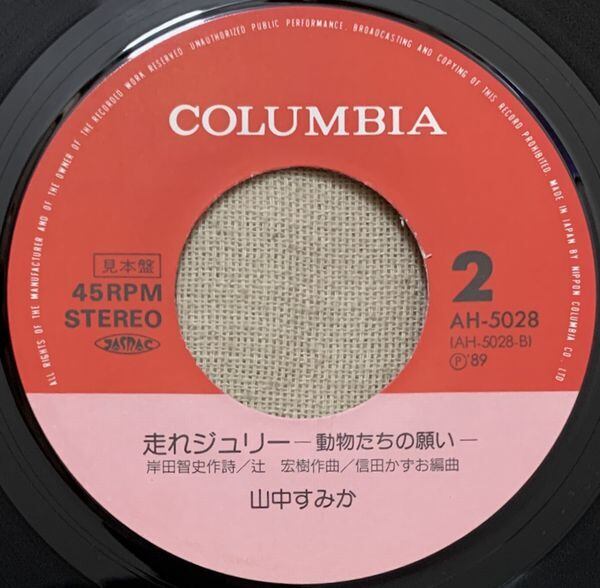 ALL RIGHTS OF THE MANUFACTURER AND OF THE OWNER OF THE RECORDED WORK RESERVED UNAUTHORIZED PUBLIC PERFORMANCE, BROADCASTING AND COPYING OF THIS RECORD PROHIBITED. MADE IN JAPAN BY NIPPON COLUMBIA CO., LTD
COLUMBIA
見本盤
45RPM
STEREO
JASRAC
2
AH-5028
(AH-5028-B)
Ⓟ'89
走れジュリー―動物たちの願い―
岸田智史作詩/辻 宏樹作曲/信田かずお編曲
山中すみか